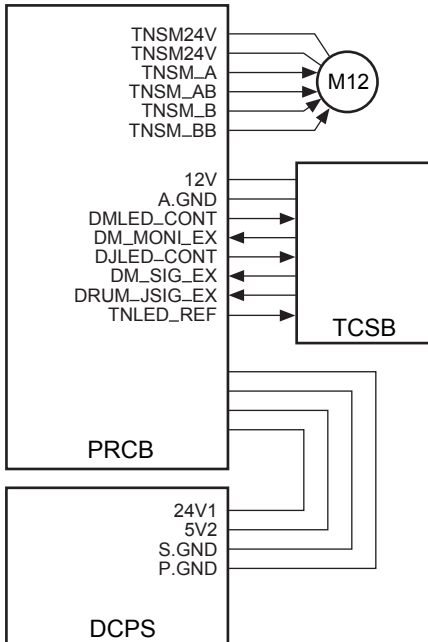 TNSM24V
TNSM24V
TNSM_A
TNSM_AB
TNSM_B
TNSM_BB
M12
12V
A.GND
DMLED_CONT
DM_MONI_EX
DJLED_CONT
DM_SIG_EX
DRUM_JSIG_EX
TNLED_REF
TCSB
PRCB
24V1
5V2
S.GND
P.GND
DCPS